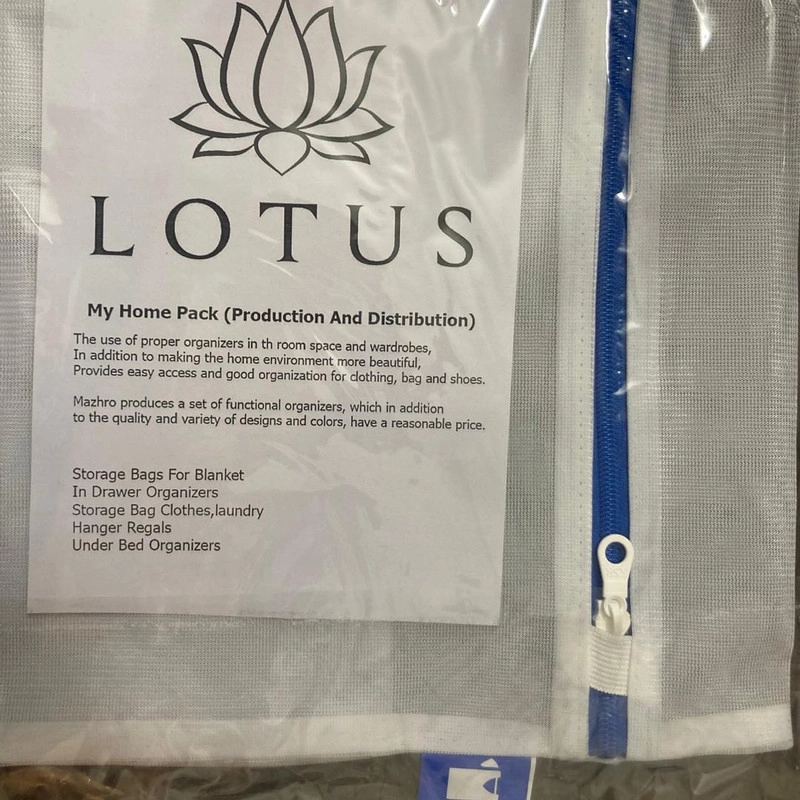 LOTUS
My Home Pack (Production And Distribution)
The use of proper organizers in th room space and wardrobes,
In addition to making the home environment more beautiful,
Provides easy access and good organization for clothing, bag and shoes.
Mazhro produces a set of functional organizers, which in addition
to the quality and variety of designs and colors, have a reasonable price.
Storage Bags For Blanket
In Drawer Organizers
Storage Bag Clothes,laundry
Hanger Regals
Under Bed Organizers